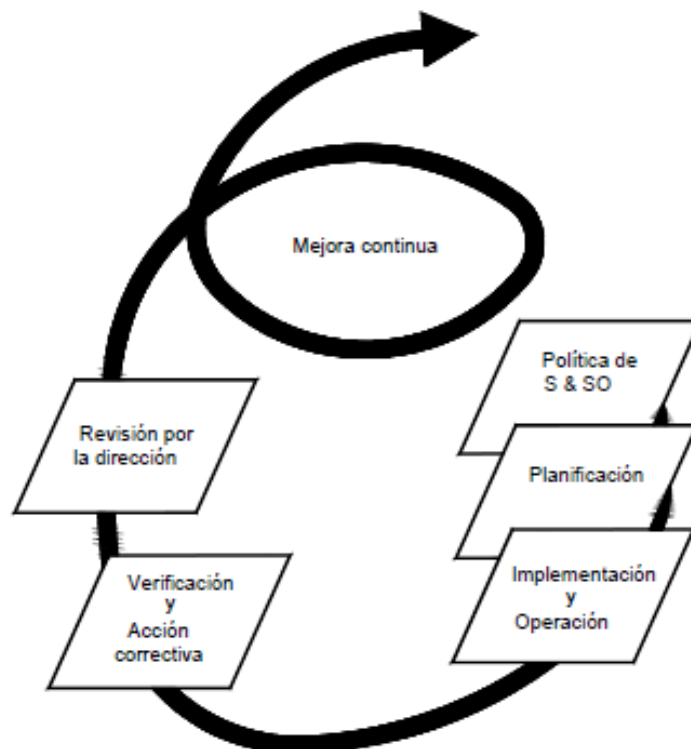 Mejora continua
Política de
S & SO
Planificación
Implementación
y
Operación
Verificación
y
Acción
correctiva
Revisión por
la dirección